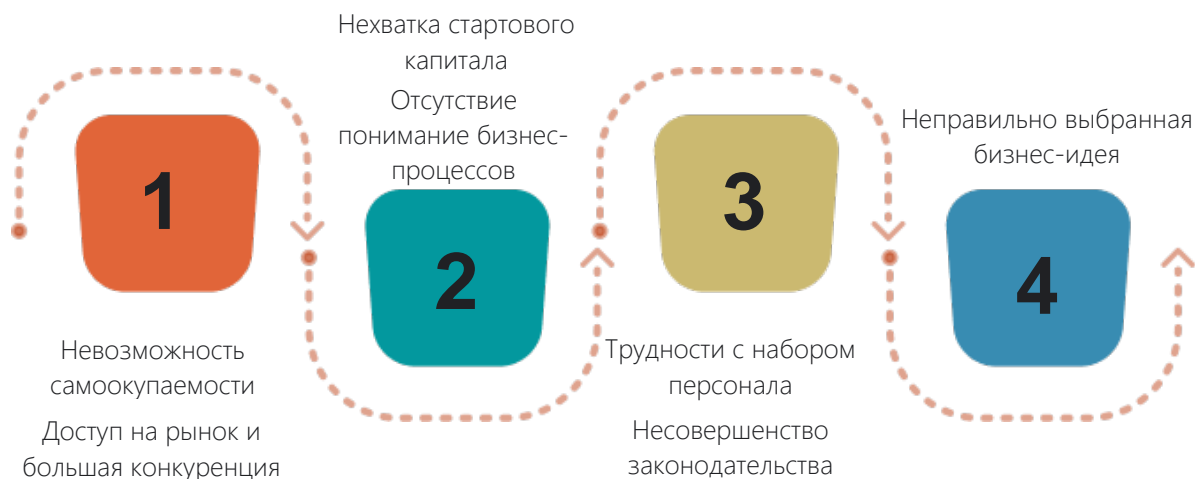 1
Невозможность
самоокупаемости
Доступ на рынок и
большая конкуренция
Нехватка стартового
капитала
Отсутствие
понимание бизнес-
процессов
2
3
Трудности с набором
персонала
Несовершенство
законодательства
Неправильно выбранная
бизнес-идея
4